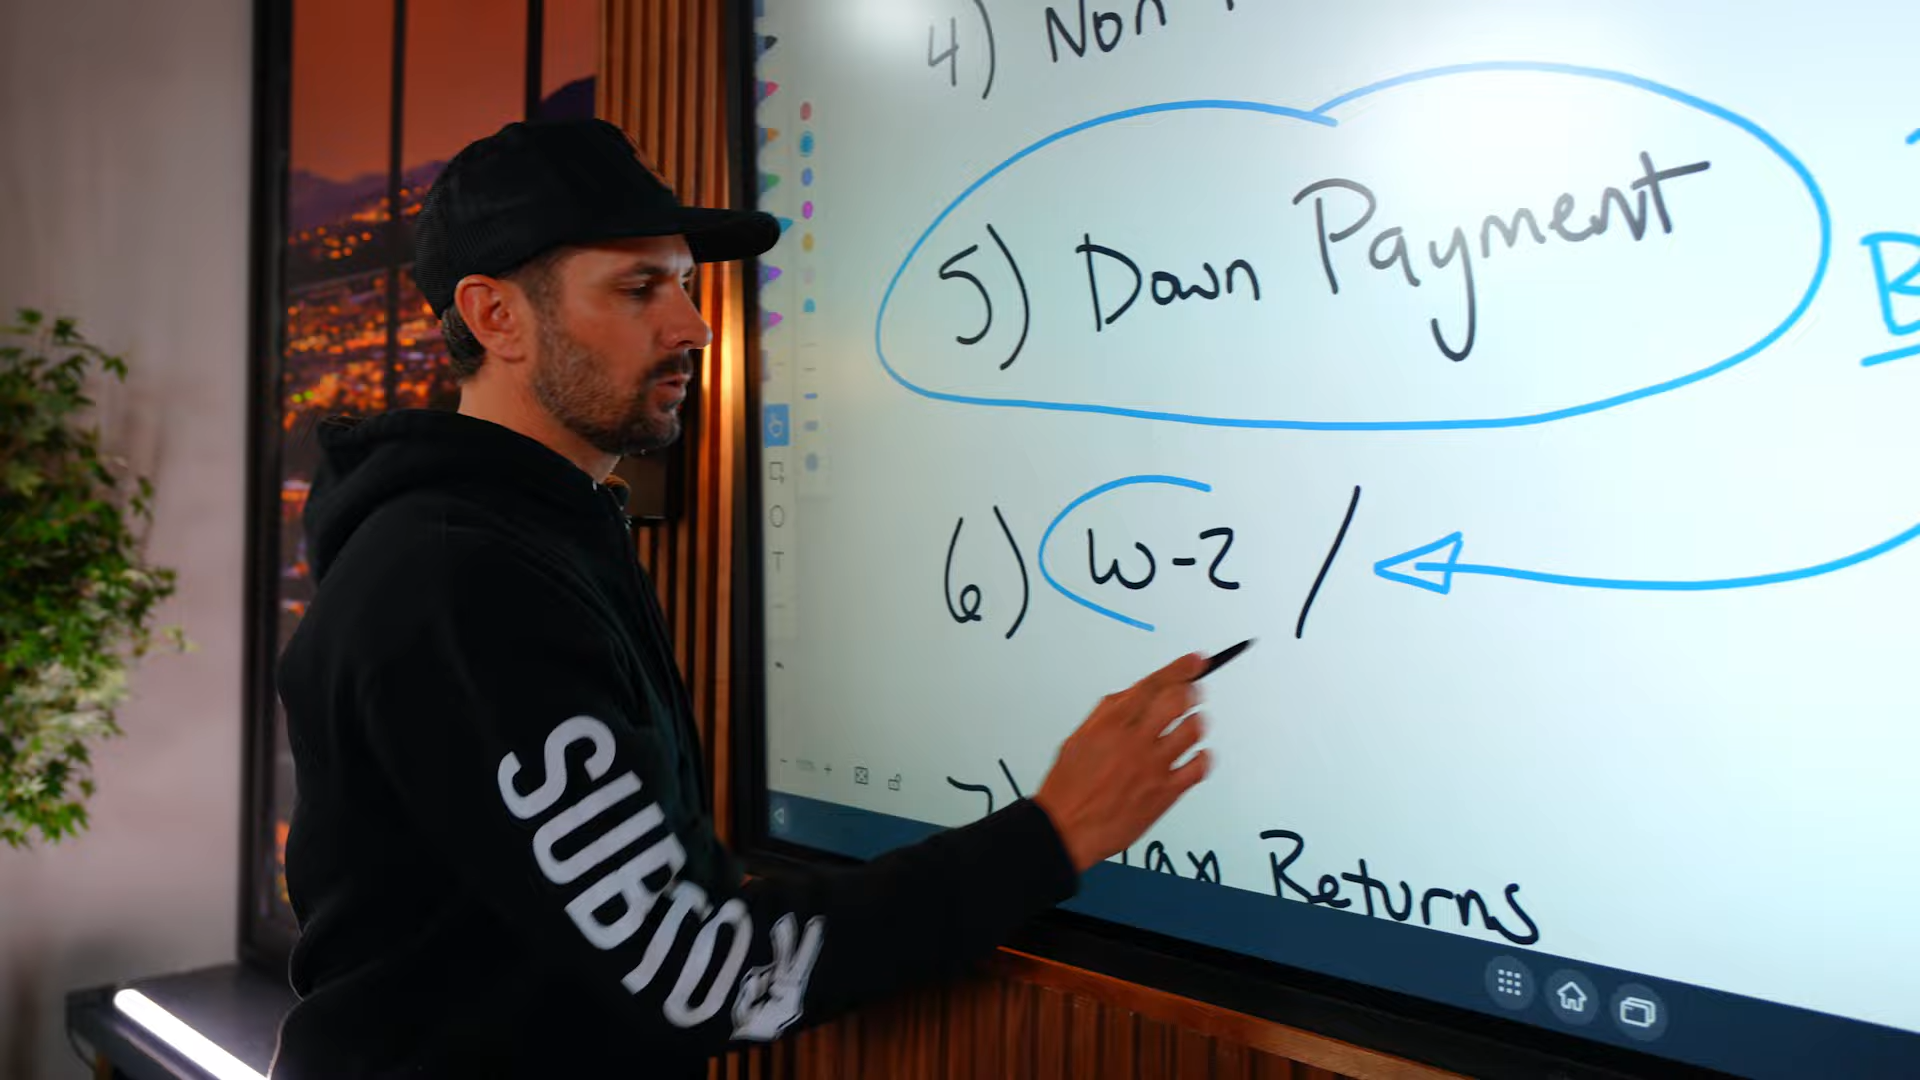 4) Non
5) Down Payment
B
6) W-2 /
7)
Tax Returns
SUBTO